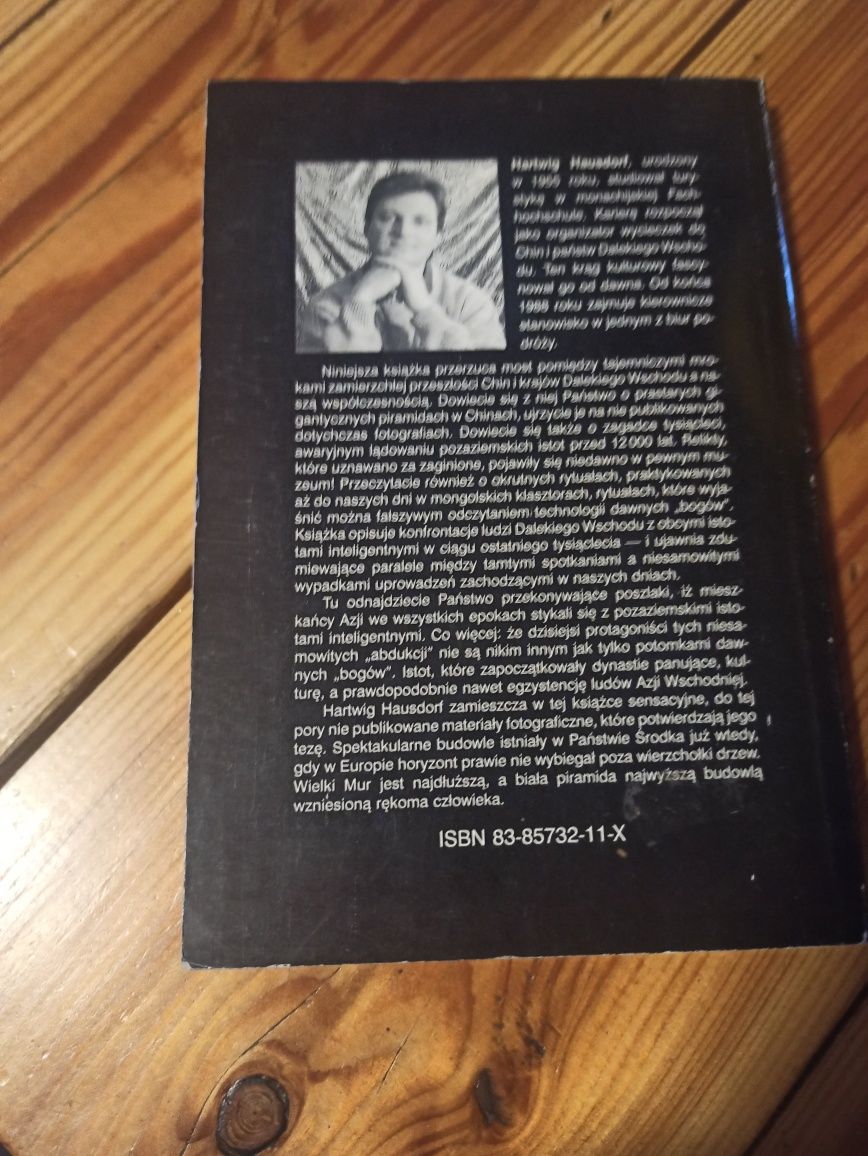 Hartwig Hausdorf, urodzony
w 1955 roku, studiował tury-
stykę w monachijskiej Fach-
hochschule. Karierę rozpoczął
jako organizator wycieczek do
Chin i państw Dalekiego Wscho-
du. Ten krąg kulturowy fascy-
nował go od dawna. Od końca
1988 roku zajmuje kierownicze
stanowisko w jednym z biur po-
dróży.
Niniejsza książka przerzuca most pomiędzy tajemniczymi mro-
kami zamierzchłej przeszłości Chin i krajów Dalekiego Wschodu a na-
szą współczesnością. Dowiecie się z niej Państwo o prastarych gi-
gantycznych piramidach w Chinach, ujrzycie je na nie publikowanych
dotychczas fotografiach. Dowiecie się także o zagadce tysiącleci,
awaryjnym lądowaniu pozaziemskich istot przed 12 000 lat. Relikty,
które uznawano za zaginione, pojawiły się niedawno w pewnym mu-
zeum! Przeczytacie również o okrutnych rytuałach, praktykowanych
aż do naszych dni w mongolskich klasztorach, rytuałach, które wyja-
śnić można fałszywym odczytaniem technologii dawnych „bogów”.
Książka opisuje konfrontacje ludzi Dalekiego Wschodu z obcymi isto-
tami inteligentnymi w ciągu ostatniego tysiąclecia — i ujawnia zdu-
miewające paralele między tamtymi spotkaniami a niesamowitymi
wypadkami uprowadzeń zachodzącymi w naszych dniach.
Tu odnajdziecie Państwo przekonywające poszlaki, iż miesz-
kańcy Azji we wszystkich epokach stykali się z pozaziemskimi isto-
tami inteligentnymi. Co więcej: że dzisiejsi protagoniści tych niesa-
mowitych „abdukcji” nie są nikim innym jak tylko potomkami daw-
nych „bogów”. Istot, które zapoczątkowały dynastie panujące, kul-
turę, a prawdopodobnie nawet egzystencję ludów Azji Wschodniej.
Hartwig Hausdorf zamieszcza w tej książce sensacyjne, do tej
pory nie publikowane materiały fotograficzne, które potwierdzają jego
tezę. Spektakularne budowle istniały w Państwie Środka już wtedy,
gdy w Europie horyzont prawie nie wybiegał poza wierzchołki drzew.
Wielki Mur jest najdłuższą, a biała piramida najwyższą budowlą
wzniesioną rękoma człowieka.
ISBN 83-85732-11-X